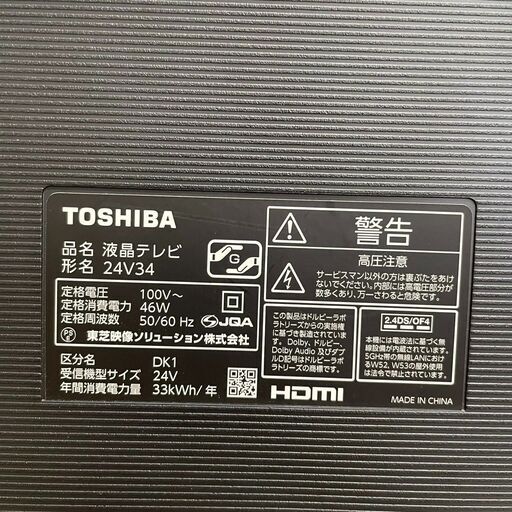 TOSHIBA
品名 液晶テレビ
形名 24V34
定格電圧 100V～
定格消費電力 46W
定格周波数 50/60 Hz
JQA
東芝映像ソリューション株式会社
区分名 DK1
受信機型サイズ 24V
年間消費電力量 33kWh/年
G
警告
高圧注意
サービスマン以外の方は裏ぶたをあけ
ないでください。内部には高電圧部分が
数多くあり、万一さわると危険です。
この製品はドルビーラボ
ラトリーズからの実施権
に基づき製造されていま
す。Dolby、ドルビー、
Dolby Audio 及びダブ
ルD記号はドルビーラボ
ラトリーズの商標です。
2.4DS/OF4
本機には電波法に基づく無
線設備が内蔵されています。
5GHz帯の無線LANにおけ
るW52、W53の屋外使用
は法令で禁止されています。
HDMI
MADE IN CHINA